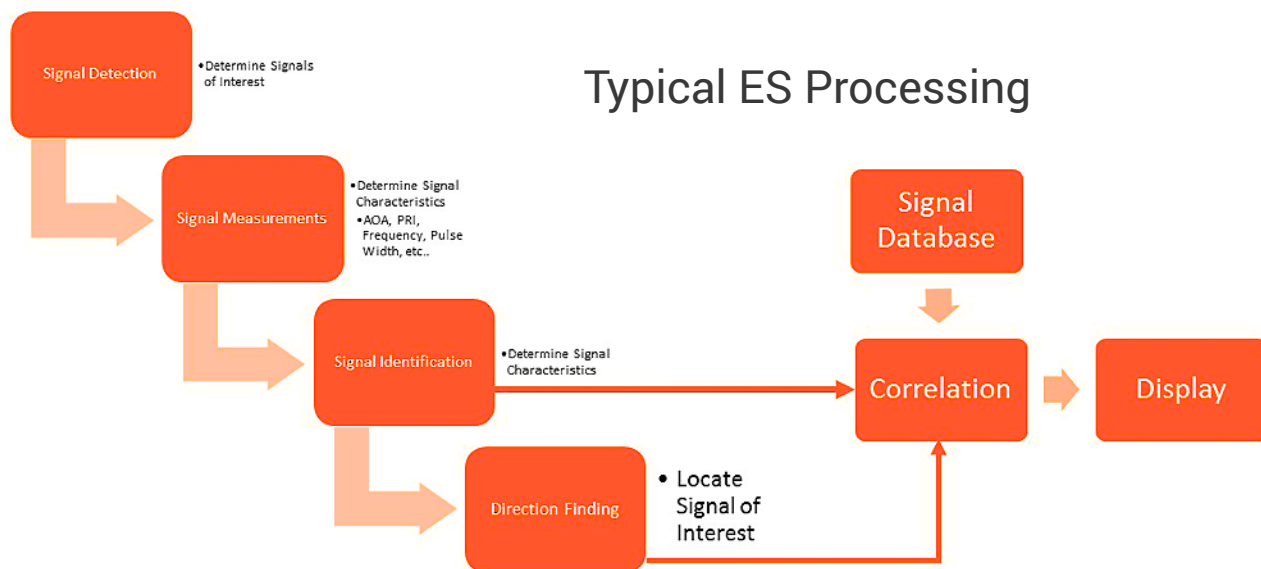 Typical ES Processing
Signal Detection
•Determine Signals
of Interest
Signal Measurements
•Determine Signal
Characteristics
•AOA, PRI,
Frequency, Pulse
Width, etc..
Signal Identification
•Determine Signal
Characteristics
Direction Finding
• Locate
Signal of
Interest
Signal
Database
Correlation
Display